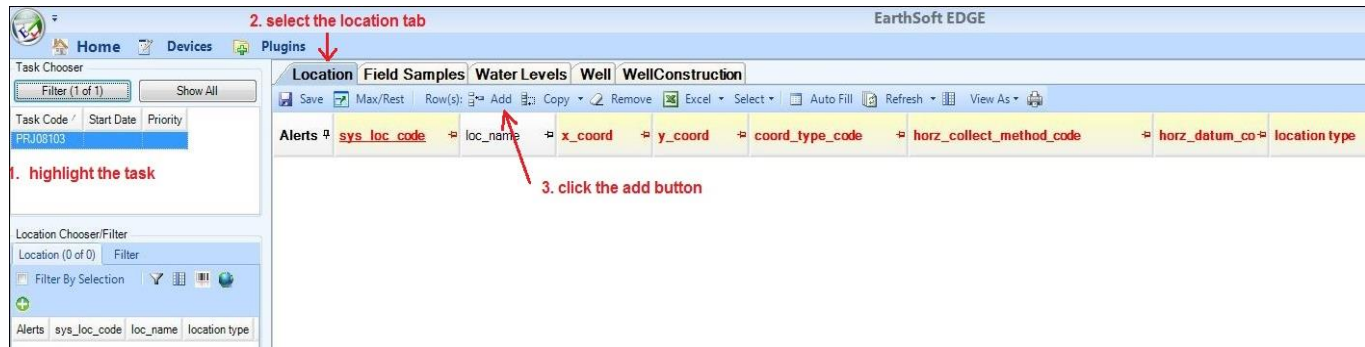 2. select the location tab
EarthSoft EDGE
Home Devices Plugins
Task Chooser
Filter (1 of 1) Show All
Task Code Start Date Priority
PRJ08103
1. highlight the task
Location Field Samples Water Levels Well WellConstruction
Save Max/Rest Row(s): Add Copy Remove Excel Select Auto Fill Refresh View As
Alerts sys_loc_code loc_name x_coord y_coord coord_type_code horz_collect_method_code horz_datum_co location type
3. click the add button
Location Chooser/Filter
Location (0 of 0) Filter
Filter By Selection
Alerts sys_loc_code loc_name location type